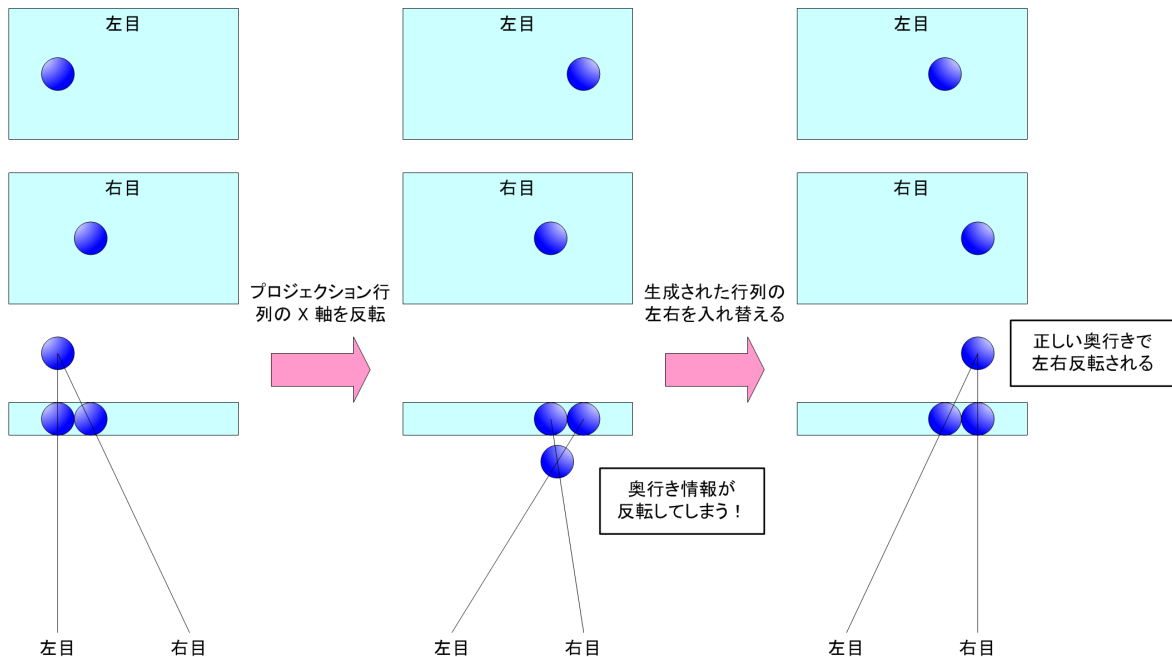 左目
左目
左目
右目
右目
右目
プロジェクション行
列の X 軸を反転
生成された行列の
左右を入れ替える
正しい奥行きで
左右反転される
奥行き情報が
反転してしまう！
左目
右目
左目
右目
左目
右目